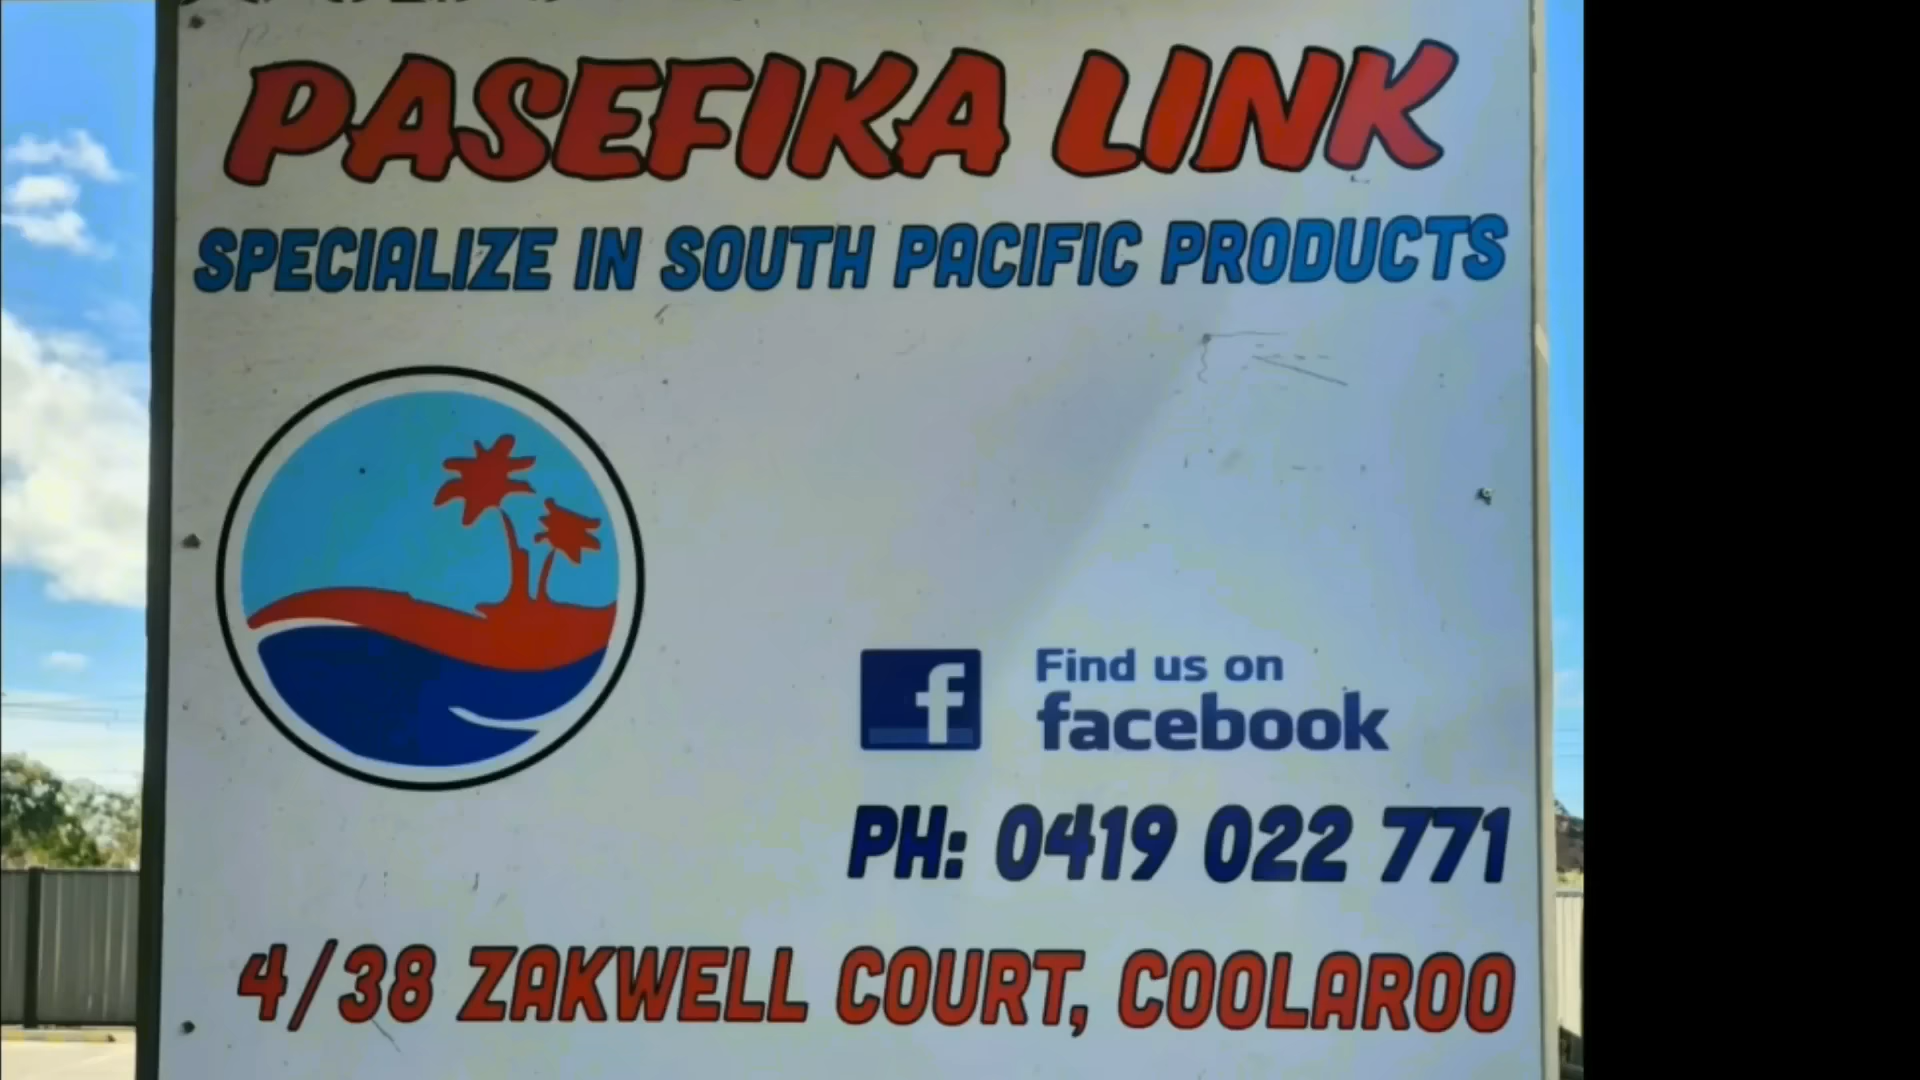 PASEFIKA LINK
SPECIALIZE IN SOUTH PACIFIC PRODUCTS
f Find us on
facebook
PH: 0419 022 771
4/38 ZAKWELL COURT, COOLAROO